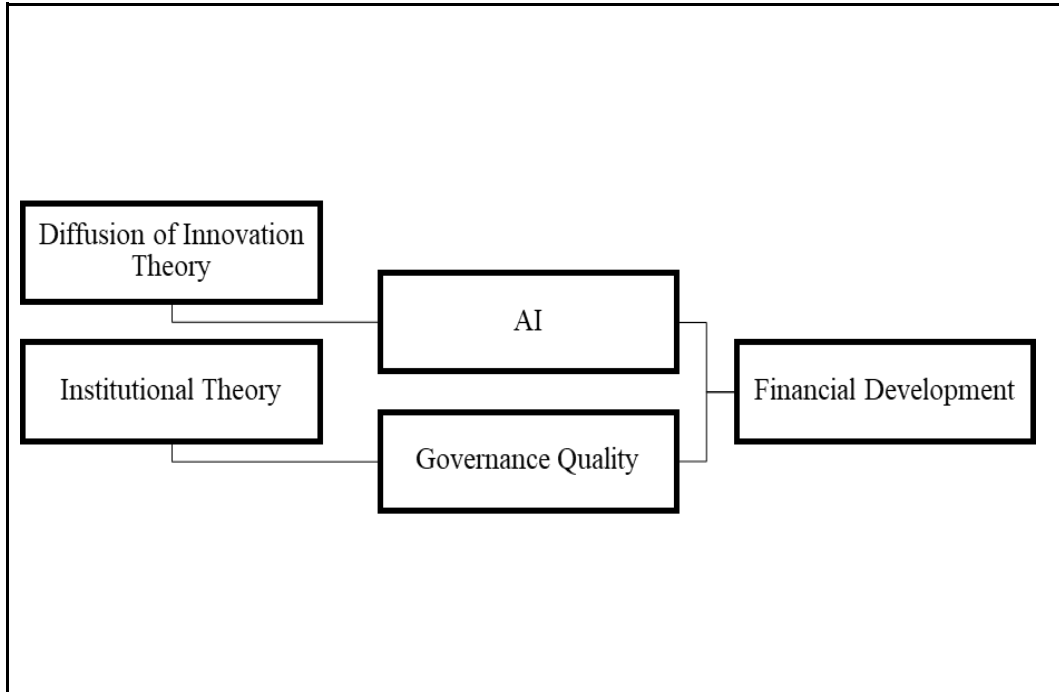 Diffusion of Innovation
Theory
AI
Institutional Theory
Financial Development
Governance Quality